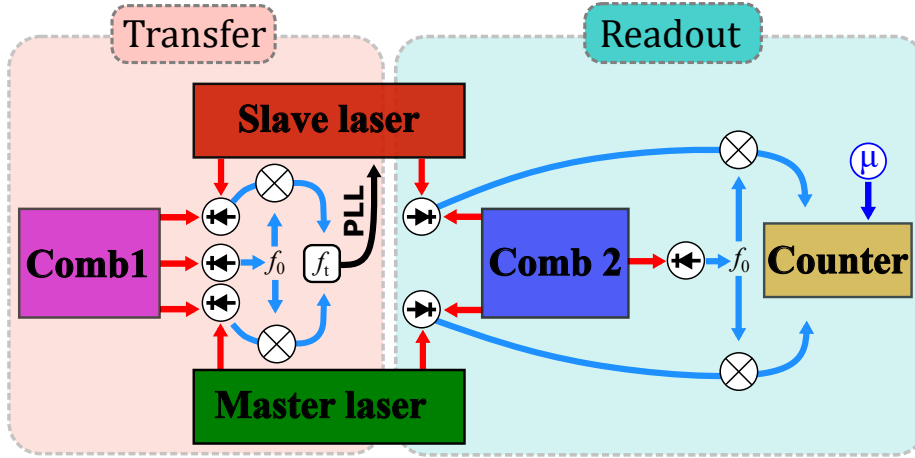 Transfer
Readout
Slave laser
PLL
Comb1
f₀
fₜ
Comb 2
f₀
μ
Counter
Master laser